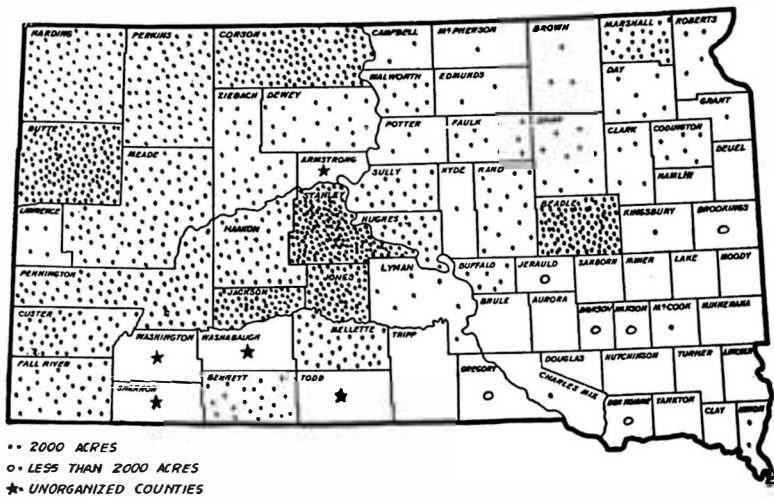 HARDING PERKINS CORSON CAMPBELL McPHERSON BROWN MARSHALL ROBERTS
WALWORTH EDMUNDS DAY
ZIEBACH DEWEY GRANT
BUTTE POTTER FAULK CLARK CODINGTON
MEADE ARMSTRONG DEUEL
SULLY HYDE HAND HAMLIN
LAWRENCE STANLEY BEADLE KINGSBURY BROOKINGS
HAAKON HUGHES
PENNINGTON JONES LYMAN BUFFALO JERAULD SANBORN MINER LAKE MOODY
JACKSON BRULE AURORA
CUSTER WASHINGTON WASHABAUGH MELLETTE TRIPP McCOOK MINNEHAHA
FALL RIVER SHANNON BENNETT TODD GREGORY DOUGLAS HUTCHINSON TURNER
CHARLES MIX
BON HOMME YANKTON CLAY UNION
•• 2000 ACRES
o• LESS THAN 2000 ACRES
★• UNORGANIZED COUNTIES